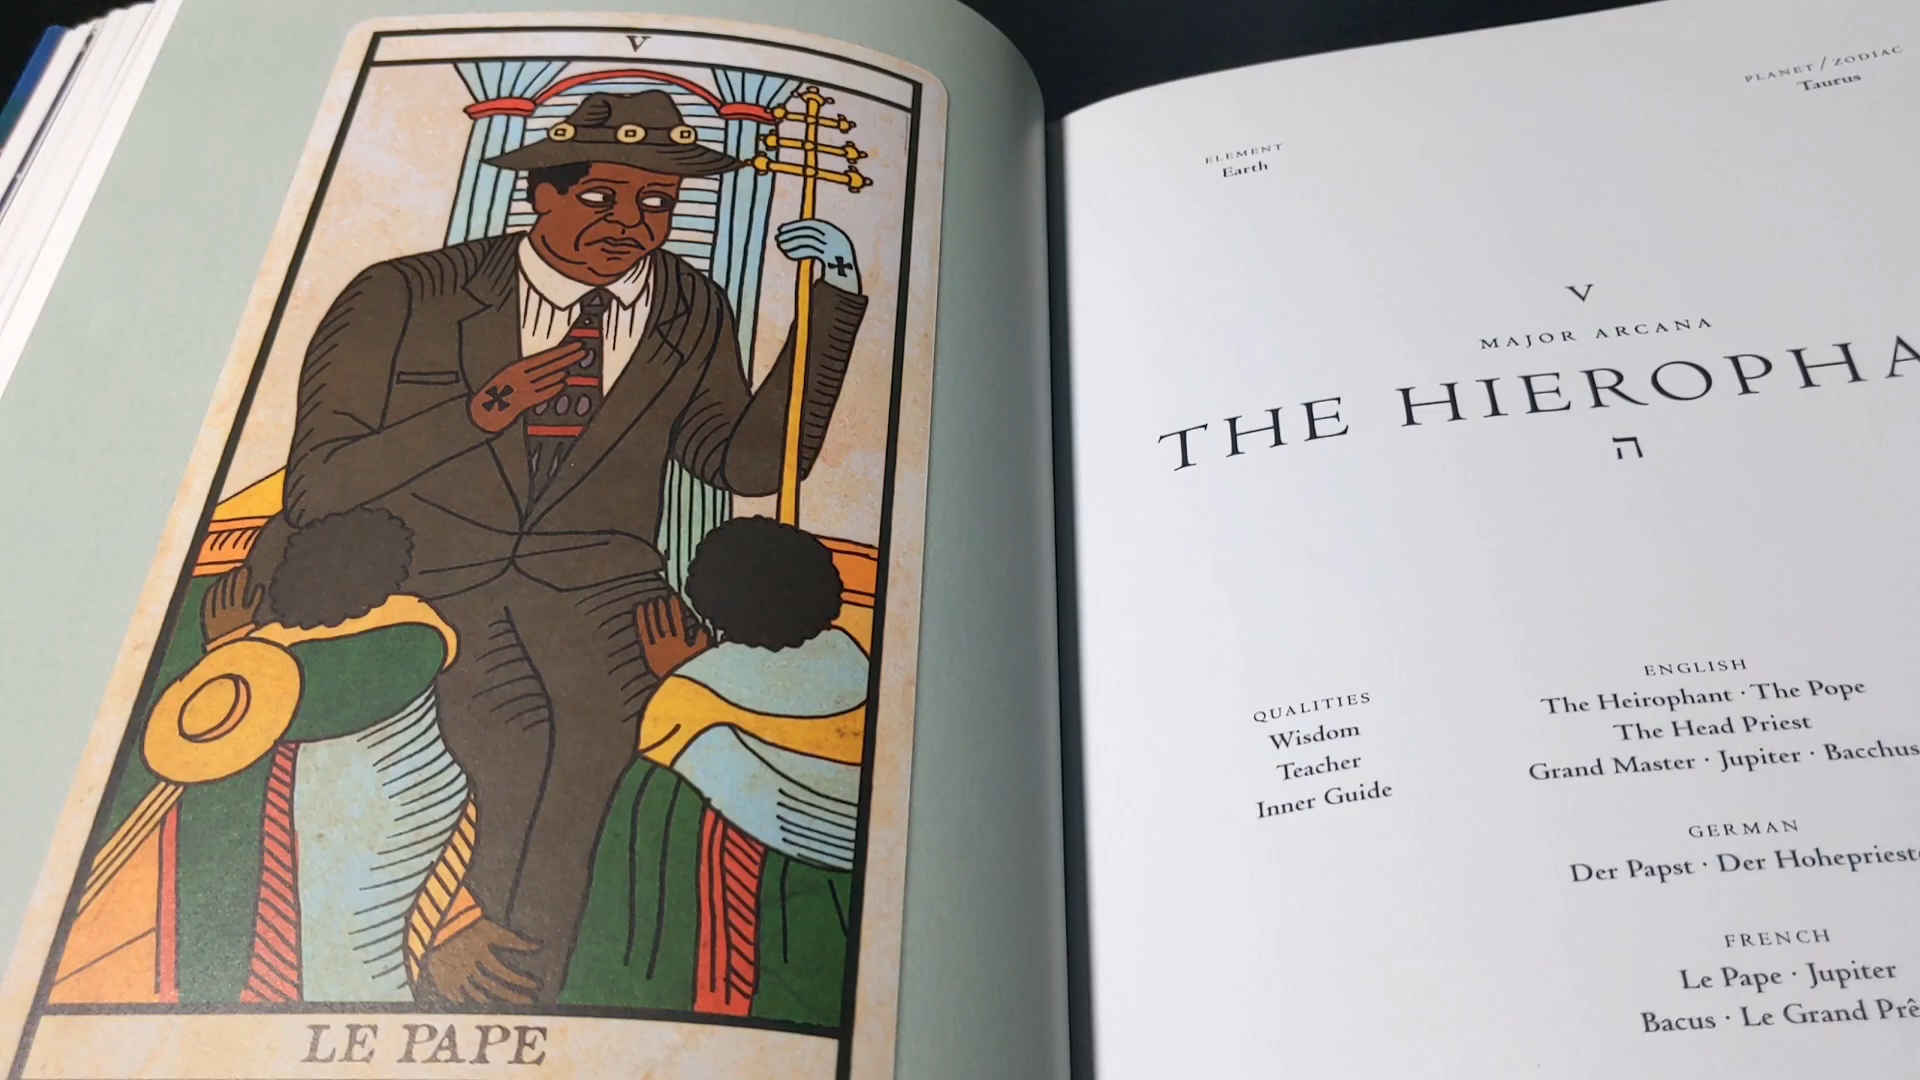 V
LE PAPE
PLANET / ZODIAC
Taurus
ELEMENT
Earth
V
MAJOR ARCANA
THE HIEROPHA
ה
QUALITIES
Wisdom
Teacher
Inner Guide
ENGLISH
The Heirophant · The Pope
The Head Priest
Grand Master · Jupiter · Bacchus
GERMAN
Der Papst · Der Hohepriest
FRENCH
Le Pape · Jupiter
Bacus · Le Grand Prê